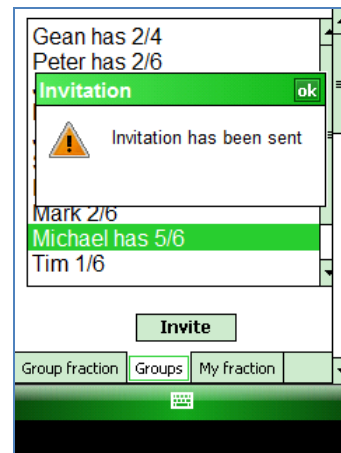 Gean has 2/4
Peter has 2/6
Invitation ok
Invitation has been sent
Mark 2/6
Michael has 5/6
Tim 1/6
Invite
Group fraction Groups My fraction